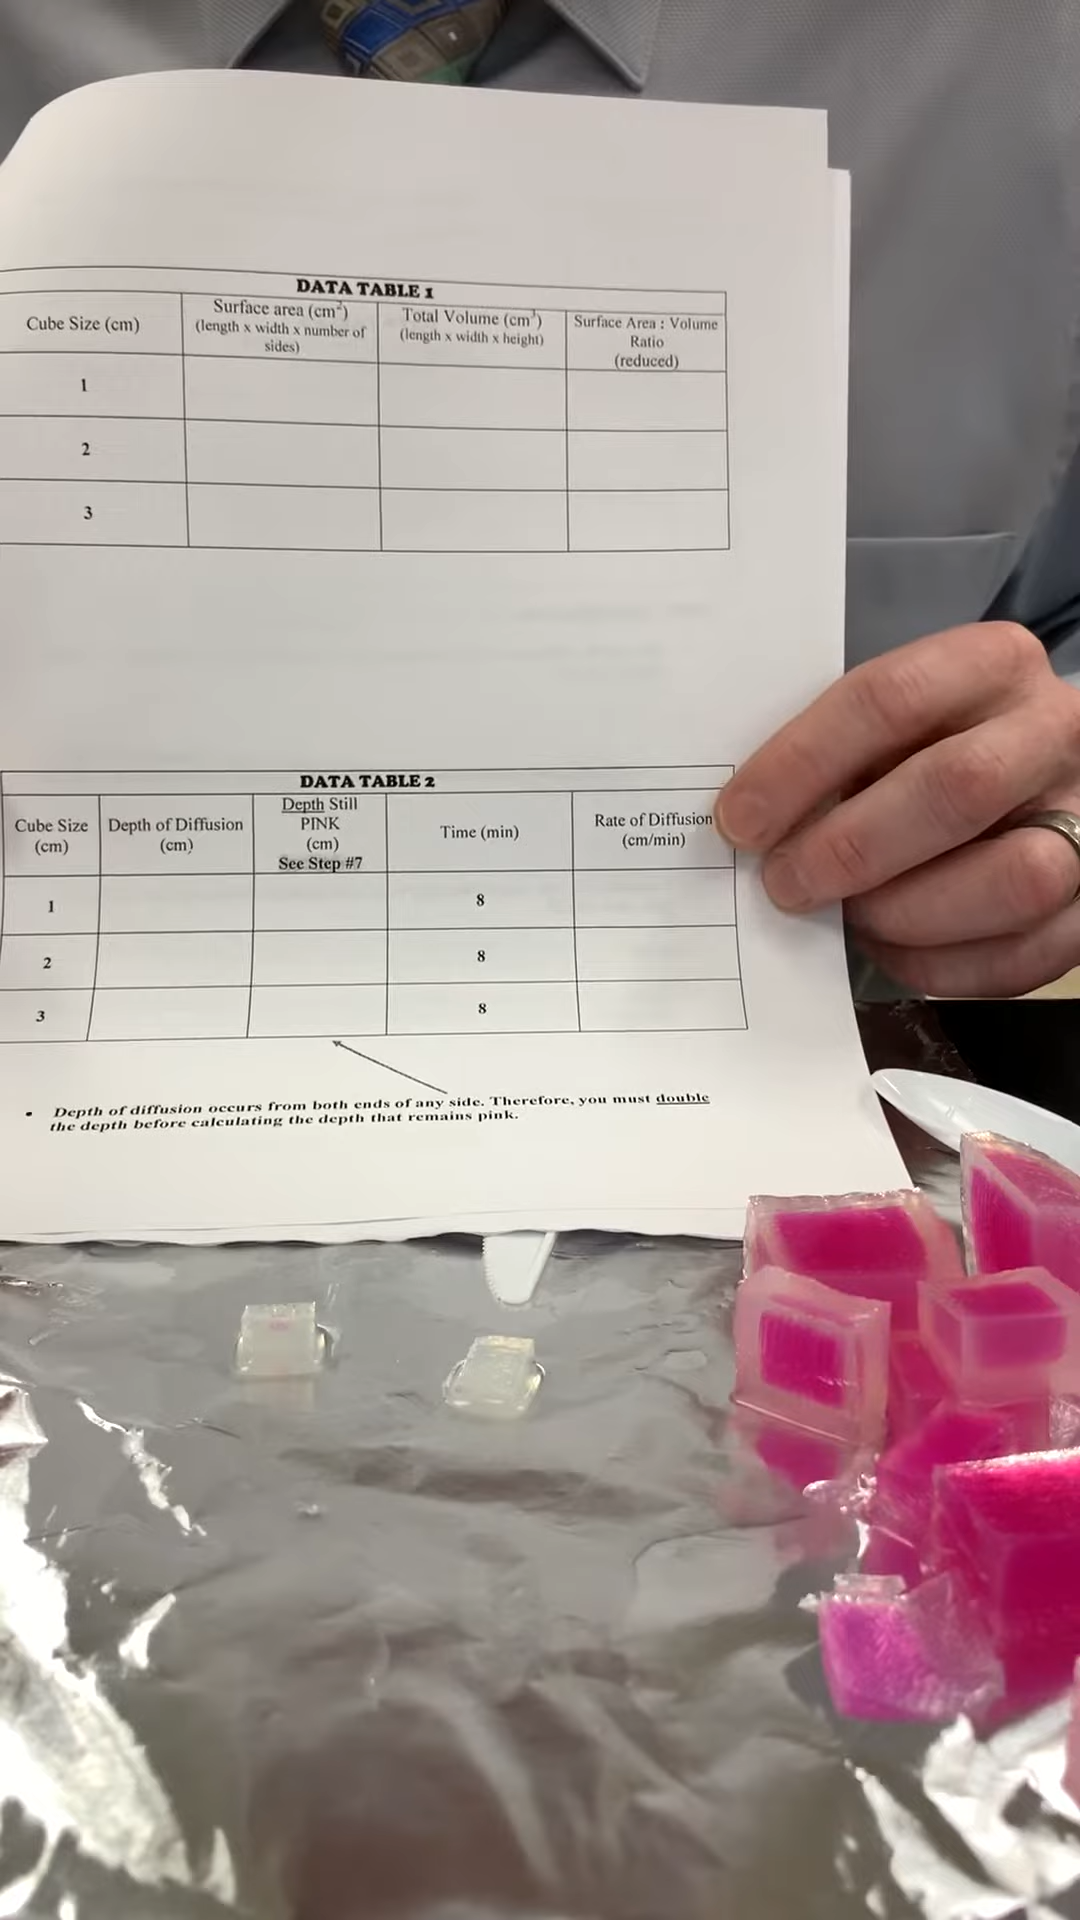 DATA TABLE 1
Cube Size (cm)
Surface area (cm²)
(length x width x number of
sides)
Total Volume (cm³)
(length x width x height)
Surface Area : Volume
Ratio
(reduced)
1
2
3
DATA TABLE 2
Cube Size
(cm)
Depth of Diffusion
(cm)
Depth Still
PINK
(cm)
See Step #7
Time (min)
Rate of Diffusion
(cm/min)
1
8
2
8
3
8
• Depth of diffusion occurs from both ends of any side. Therefore, you must double
the depth before calculating the depth that remains pink.